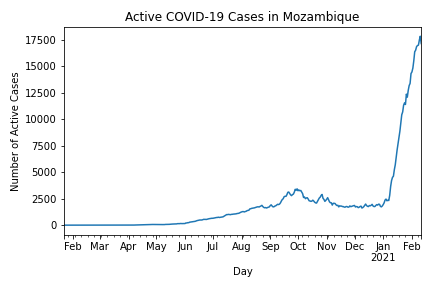 Active COVID-19 Cases in Mozambique
Number of Active Cases
17500
15000
12500
10000
7500
5000
2500
0
Feb Mar Apr May Jun Jul Aug Sep Oct Nov Dec Jan Feb
2021
Day